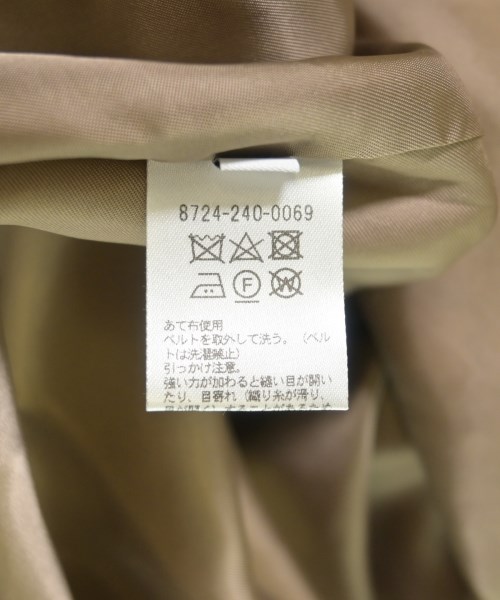 8724-240-0069
F
W
あて布使用
ベルトを取外して洗う。（ベル
トは洗濯禁止）
引っかけ注意。
強い力が加わると縫い目が開い
たり、目寄れ（織り糸が滑り、